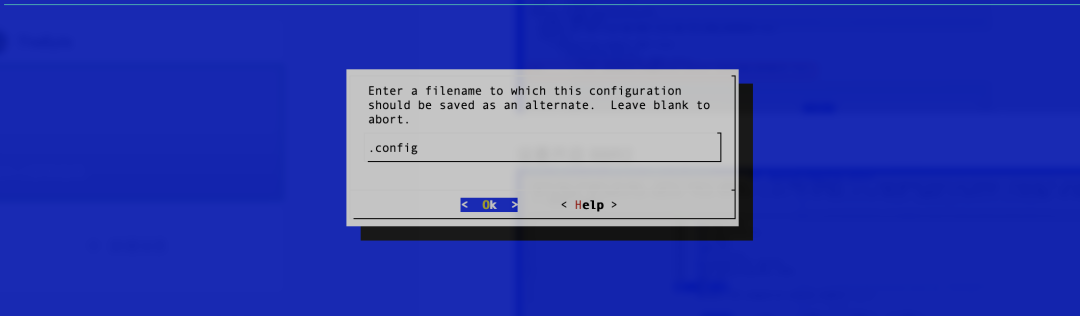 Enter a filename to which this configuration
should be saved as an alternate.  Leave blank to
abort.
.config
<  Ok  >
< Help >